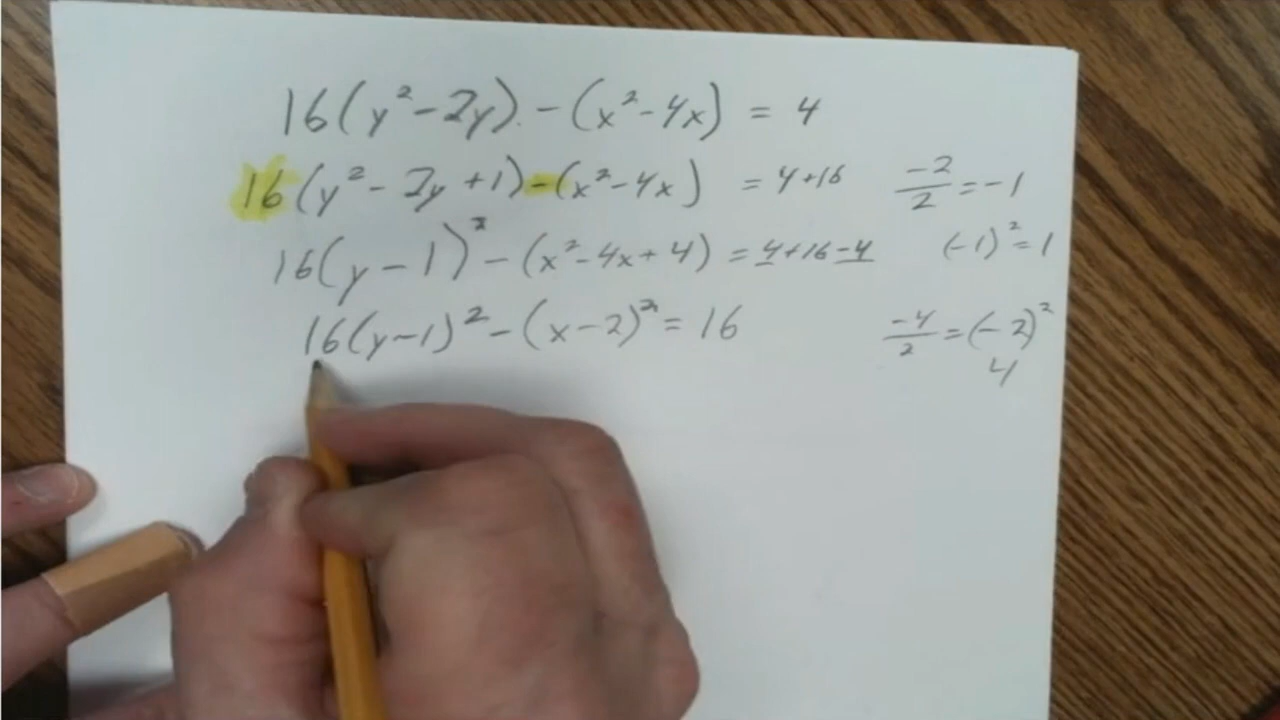 16(y² - 2y) - (x² - 4x) = 4
16(y² - 2y + 1) - (x² - 4x) = 4 + 16
-2/2 = -1
16(y - 1)² - (x² - 4x + 4) = 4 + 16 - 4
(-1)² = 1
16(y - 1)² - (x - 2)² = 16
-4/2 = (-2)²
4